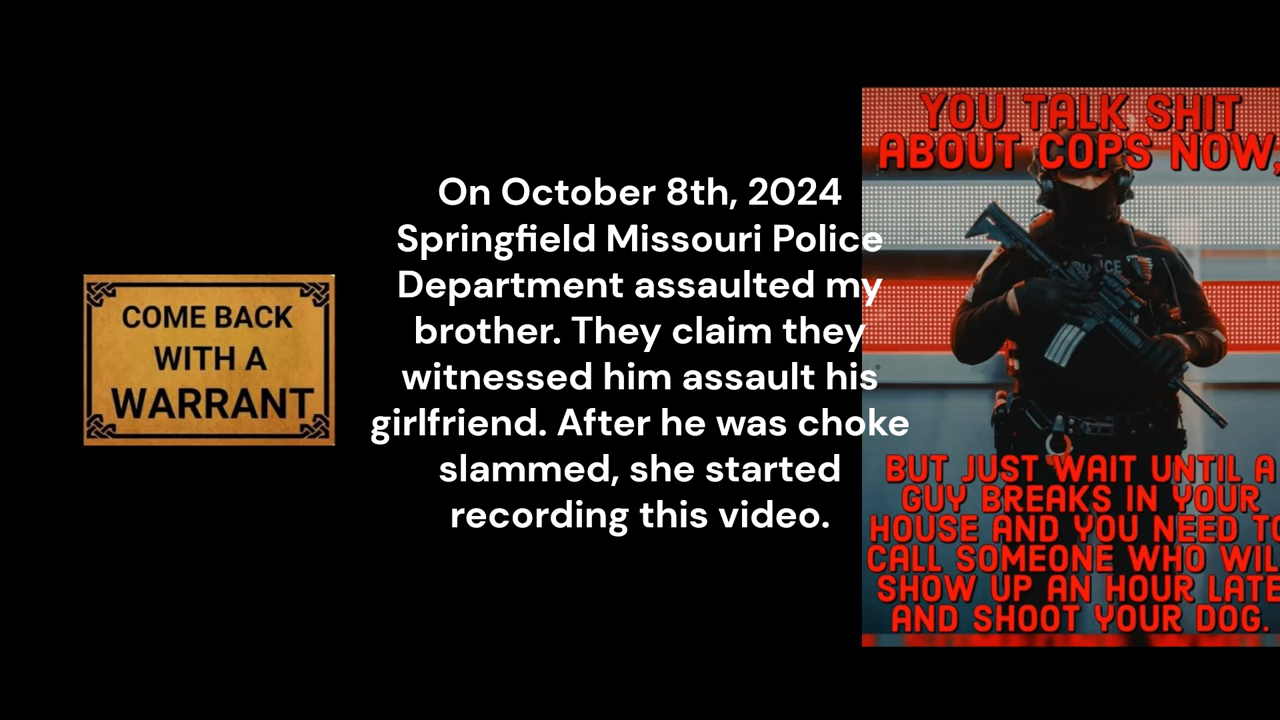 COME BACK
WITH A
WARRANT
On October 8th, 2024
Springfield Missouri Police
Department assaulted my
brother. They claim they
witnessed him assault his
girlfriend. After he was choke
slammed, she started
recording this video.
YOU TALK SHIT
ABOUT COPS NOW,
POLICE
BUT JUST WAIT UNTIL A
GUY BREAKS IN YOUR
HOUSE AND YOU NEED TO
CALL SOMEONE WHO WIL
SHOW UP AN HOUR LATE
AND SHOOT YOUR DOG.